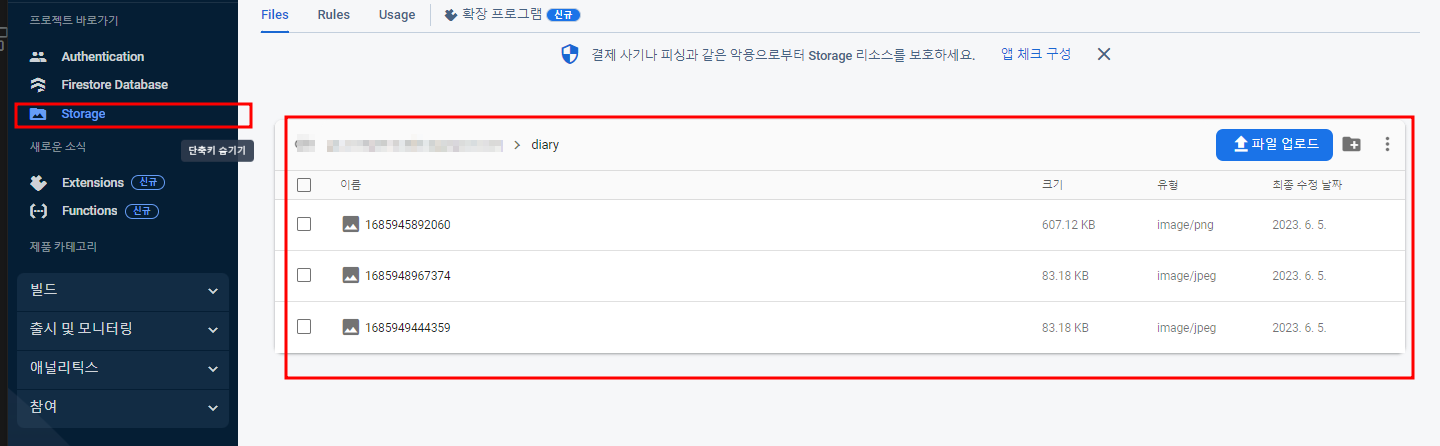 프로젝트 바로가기
Authentication
Firestore Database
Storage
새로운 소식
단축키 숨기기
Extensions 신규
Functions 신규
제품 카테고리
빌드
출시 및 모니터링
애널리틱스
참여
Files Rules Usage 확장 프로그램 신규
결제 사기나 피싱과 같은 악용으로부터 Storage 리소스를 보호하세요. 앱 체크 구성
> diary 파일 업로드
이름 크기 유형 최종 수정 날짜
1685945892060 607.12 KB image/png 2023. 6. 5.
1685948967374 83.18 KB image/jpeg 2023. 6. 5.
1685949444359 83.18 KB image/jpeg 2023. 6. 5.